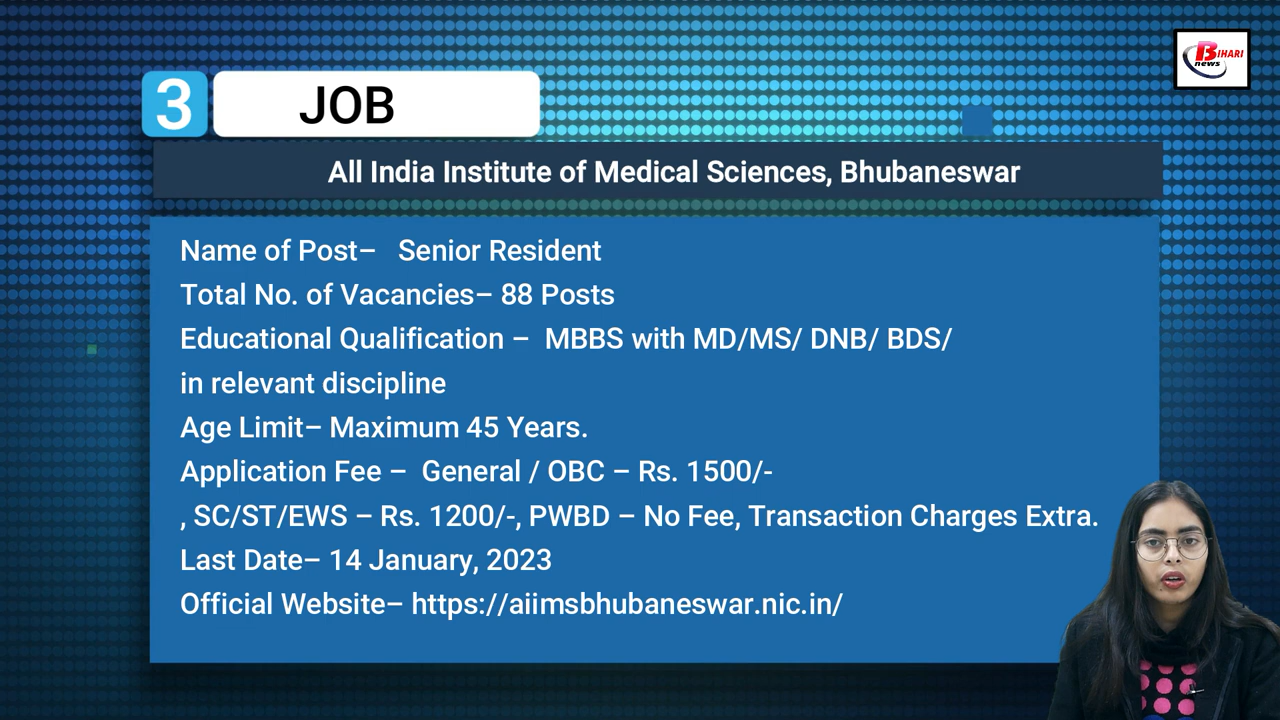 BIHARI
news
3 JOB
All India Institute of Medical Sciences, Bhubaneswar
Name of Post– Senior Resident
Total No. of Vacancies– 88 Posts
Educational Qualification – MBBS with MD/MS/ DNB/ BDS/
in relevant discipline
Age Limit– Maximum 45 Years.
Application Fee – General / OBC – Rs. 1500/-
, SC/ST/EWS – Rs. 1200/-, PWBD – No Fee, Transaction Charges Extra.
Last Date– 14 January, 2023
Official Website– https://aiimsbhubaneswar.nic.in/